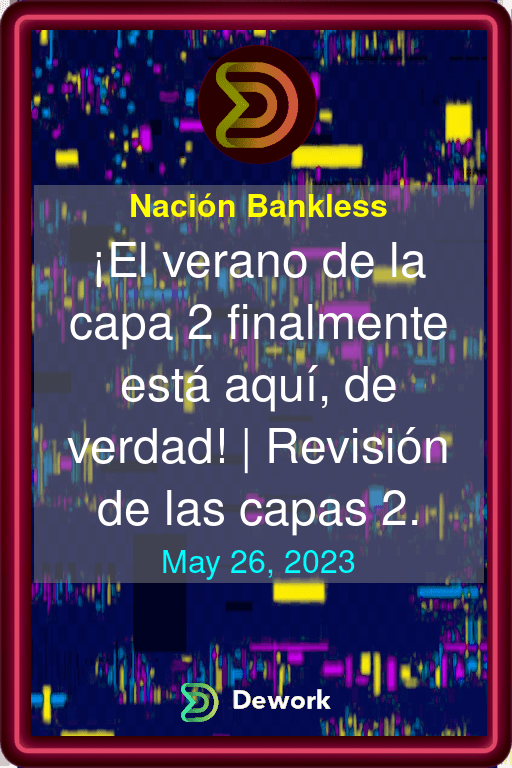 Nación Bankless
¡El verano de la
capa 2 finalmente
está aquí, de
verdad! | Revisión
de las capas 2.
May 26, 2023
Dework